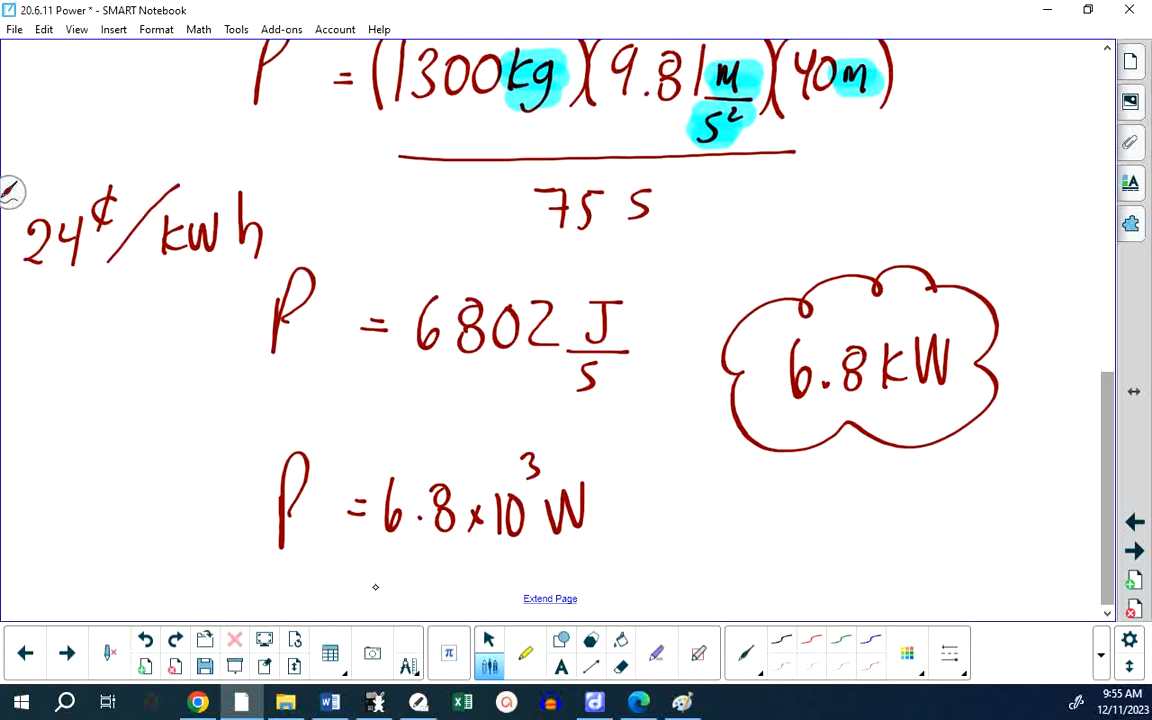 20.6.11 Power * - SMART Notebook
File Edit View Insert Format Math Tools Add-ons Account Help
P = (1300kg)(9.81 m/s²)(40m)
75 s
24¢/kWh
P = 6802 J/s
6.8kW
P = 6.8×10³ W
Extend Page
π
A
9:55 AM
12/11/2023